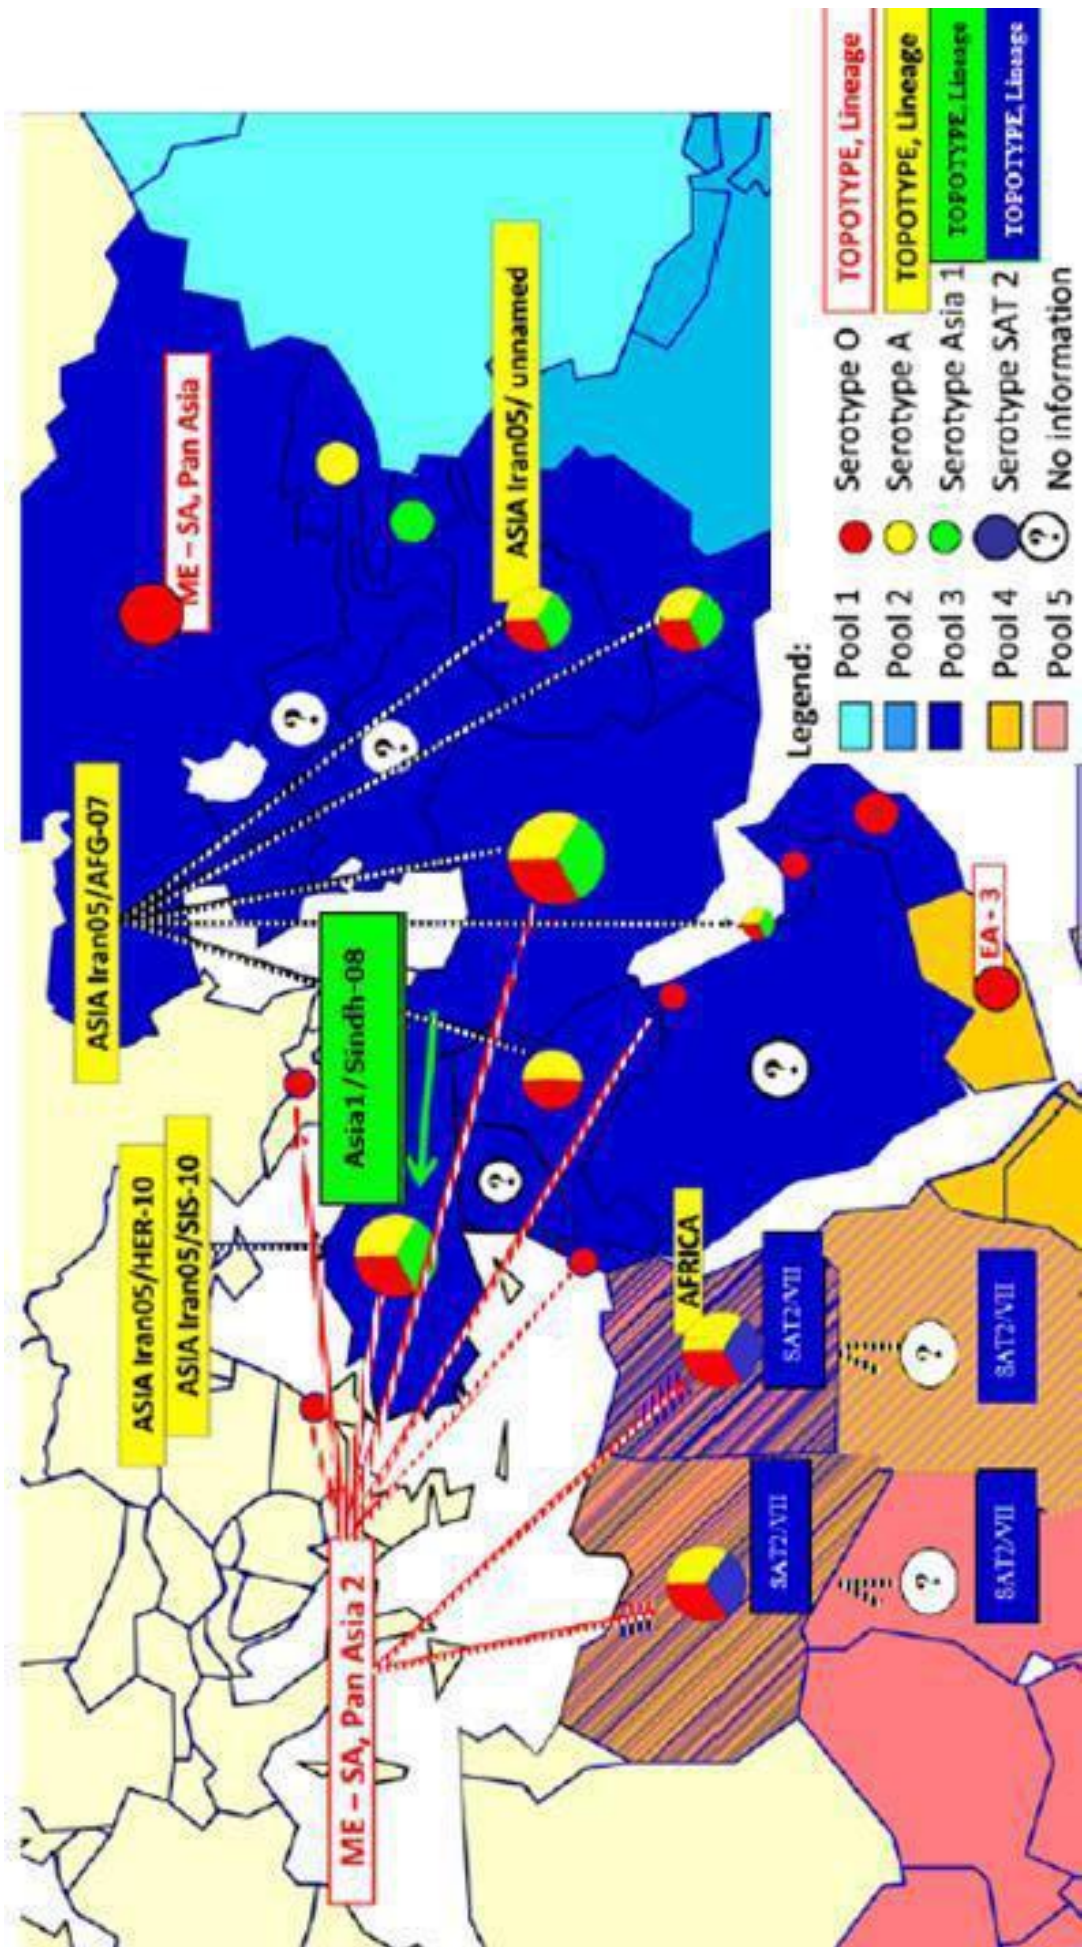 ASIA Iran05/HER-10
ASIA Iran05/SIS-10
ASIA Iran05/AFG-07
ME – SA, Pan Asia
Asia1/Sindh-08
ME – SA, Pan Asia 2
ASIA Iran05/ unnamed
?
?
?
?
AFRICA
SAT2/VII
SAT2/VII
?
?
SAT2/VII
SAT2/VII
EA - 3
Legend:
Pool 1
Pool 2
Pool 3
Pool 4
Pool 5
Serotype O
Serotype A
Serotype Asia 1
Serotype SAT 2
? No information
TOPOTYPE, Lineage
TOPOTYPE, Lineage
TOPOTYPE, Lineage
TOPOTYPE, Lineage